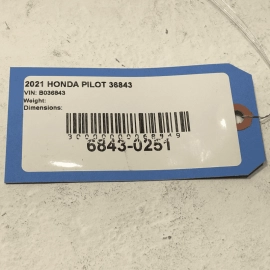 2021 HONDA PILOT 36843
VIN: B036843
Weight:
Dimensions:
6843-0251